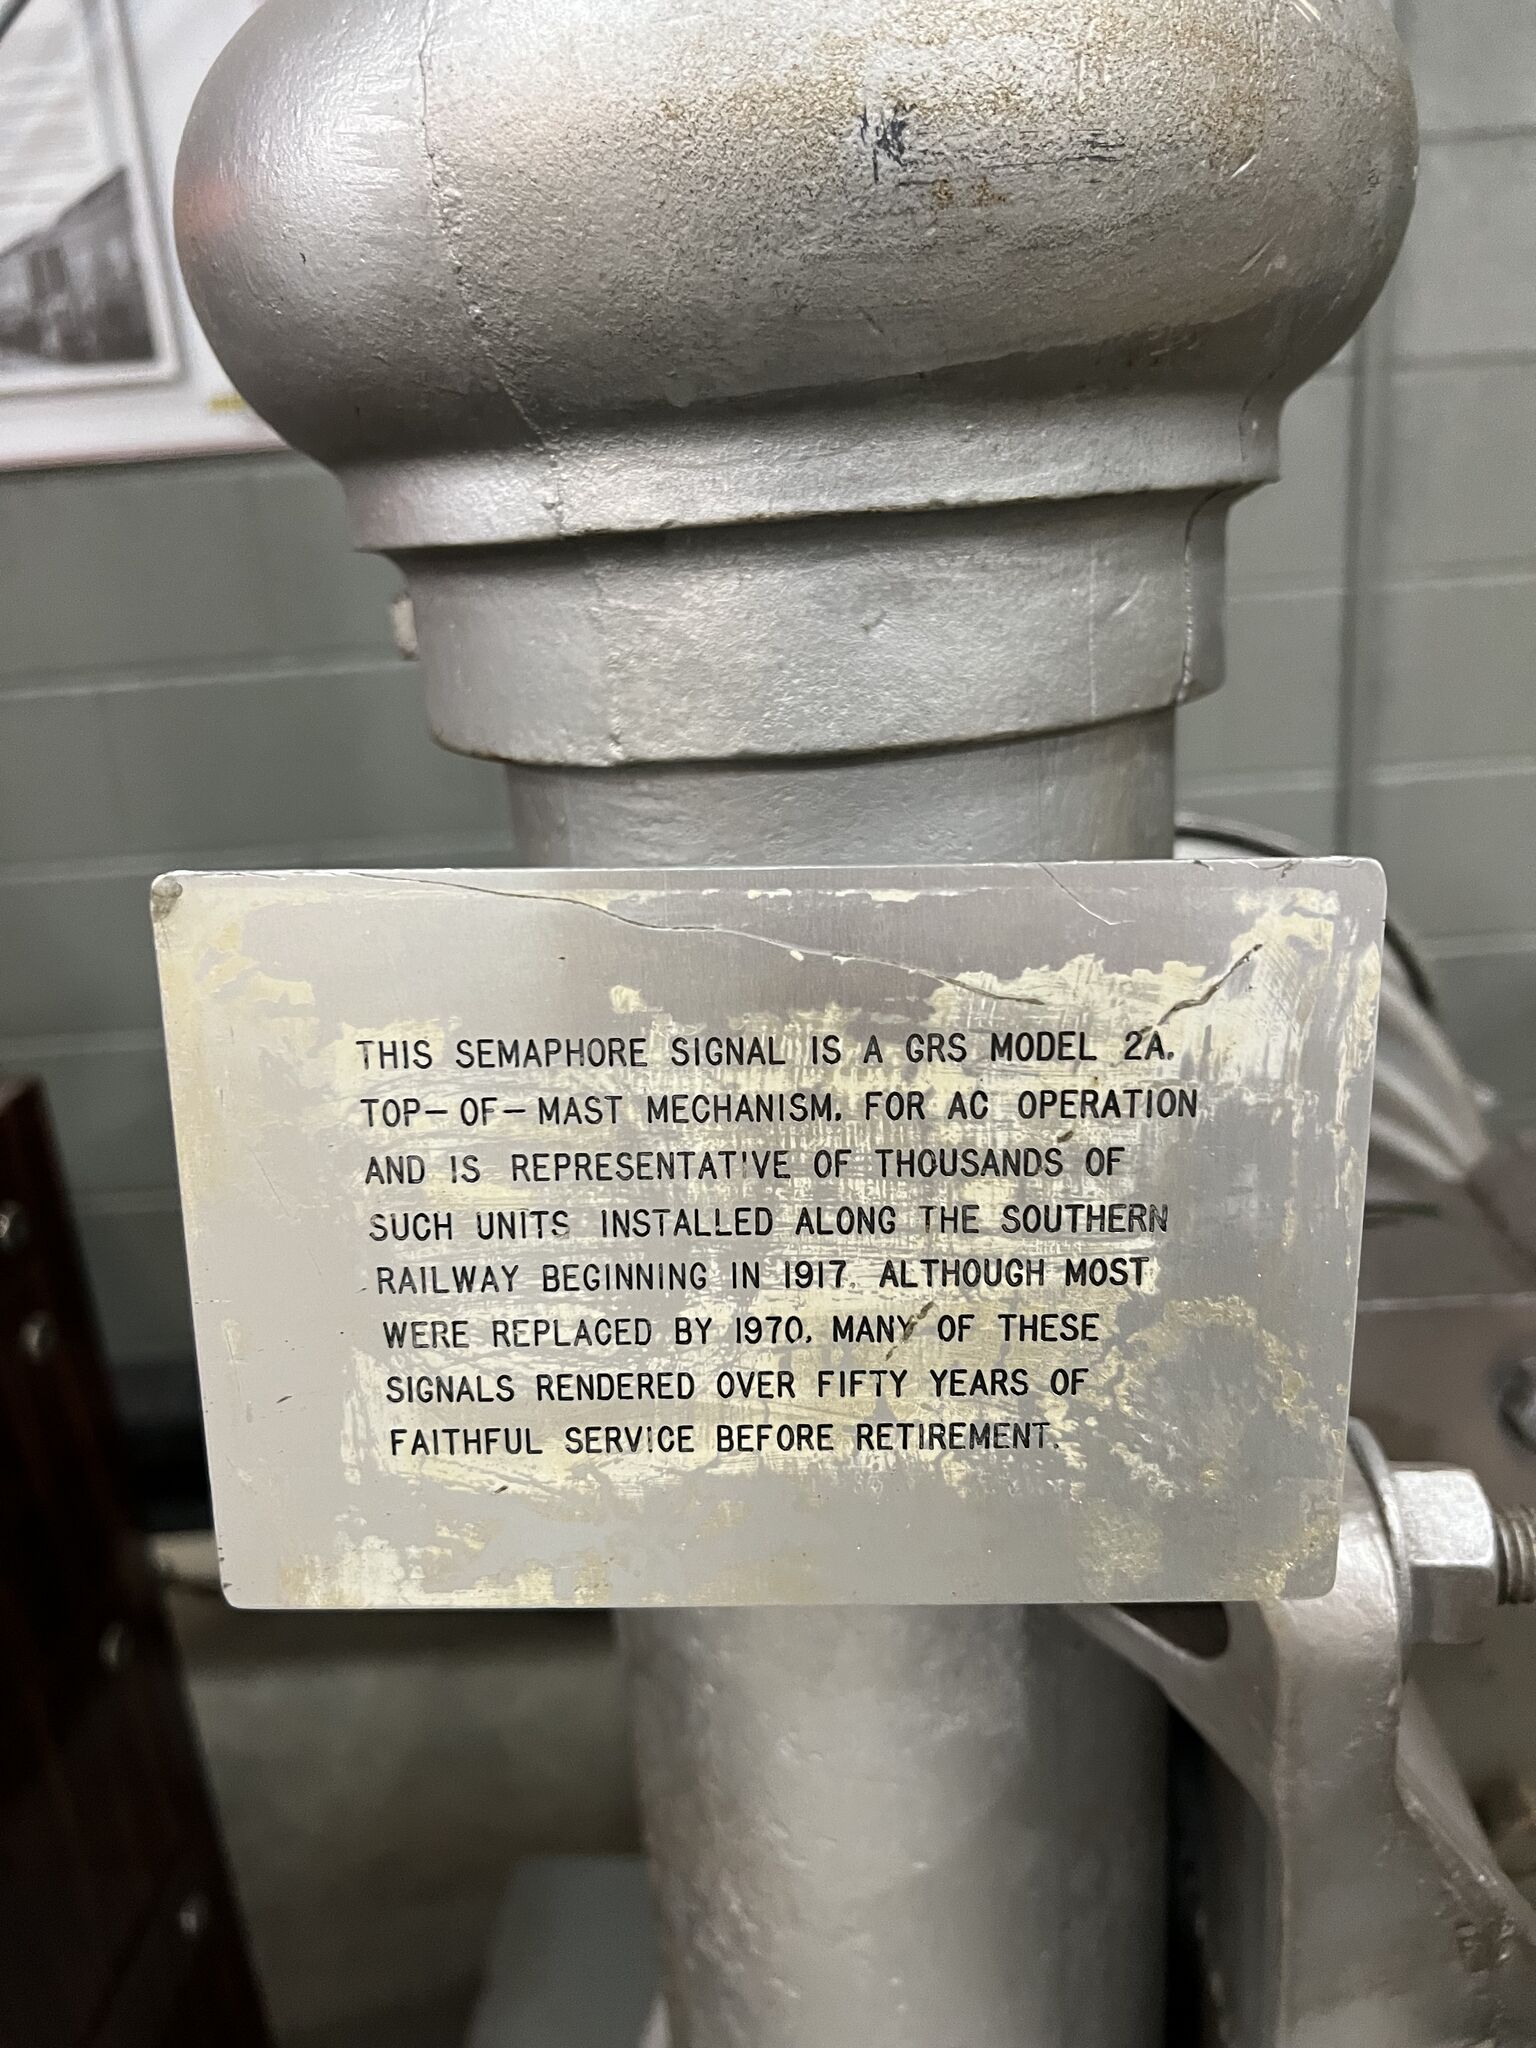 THIS SEMAPHORE SIGNAL IS A GRS MODEL 2A.
TOP-OF-MAST MECHANISM. FOR AC OPERATION
AND IS REPRESENTATIVE OF THOUSANDS OF
SUCH UNITS INSTALLED ALONG THE SOUTHERN
RAILWAY BEGINNING IN 1917. ALTHOUGH MOST
WERE REPLACED BY 1970. MANY OF THESE
SIGNALS RENDERED OVER FIFTY YEARS OF
FAITHFUL SERVICE BEFORE RETIREMENT.